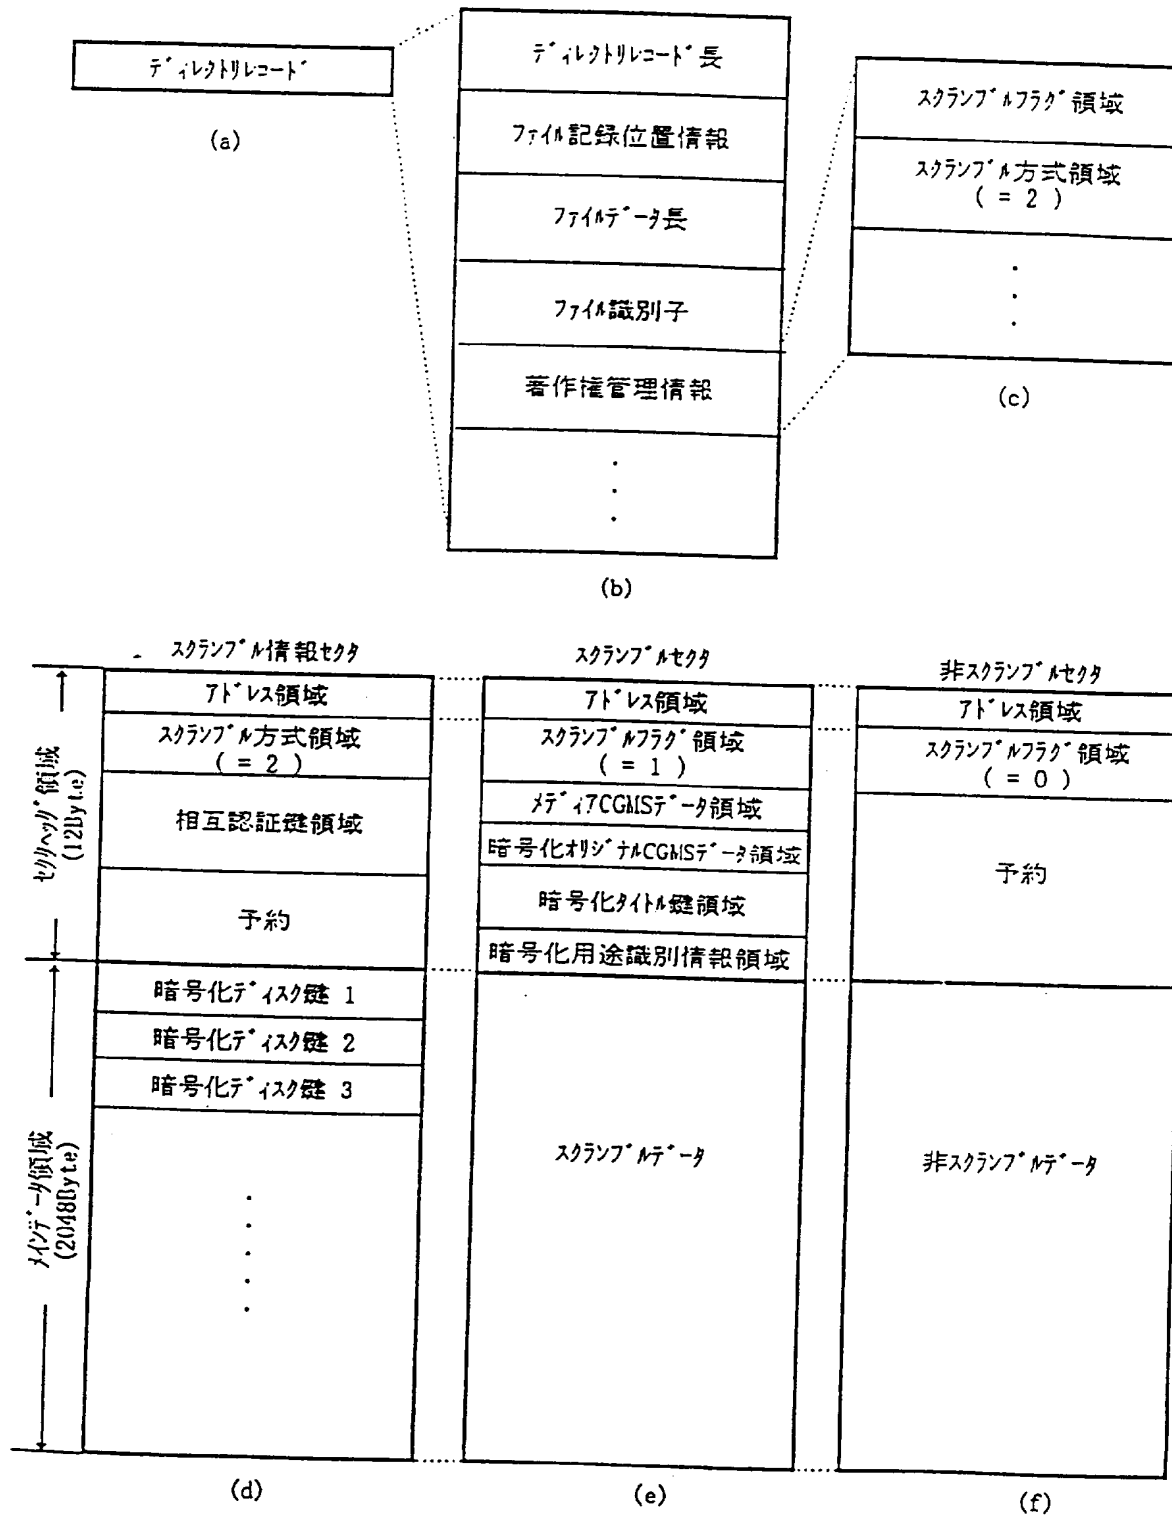 ディレクトリレコード
(a)
ディレクトリレコード長
ファイル記録位置情報
ファイルデータ長
ファイル識別子
著作権管理情報
(b)
スクランブルフラグ領域
スクランブル方式領域
( = 2 )
(c)
スクランブル情報セクタ
アドレス領域
スクランブル方式領域
( = 2 )
相互認証鍵領域
予約
暗号化ディスク鍵 1
暗号化ディスク鍵 2
暗号化ディスク鍵 3
セクタヘッダ領域
(12Byte)
メインデータ領域
(2048Byte)
(d)
スクランブルセクタ
アドレス領域
スクランブルフラグ領域
( = 1 )
メディアCGMSデータ領域
暗号化オリジナルCGMSデータ領域
暗号化タイトル鍵領域
暗号化用途識別情報領域
スクランブルデータ
(e)
非スクランブルセクタ
アドレス領域
スクランブルフラグ領域
( = 0 )
予約
非スクランブルデータ
(f)